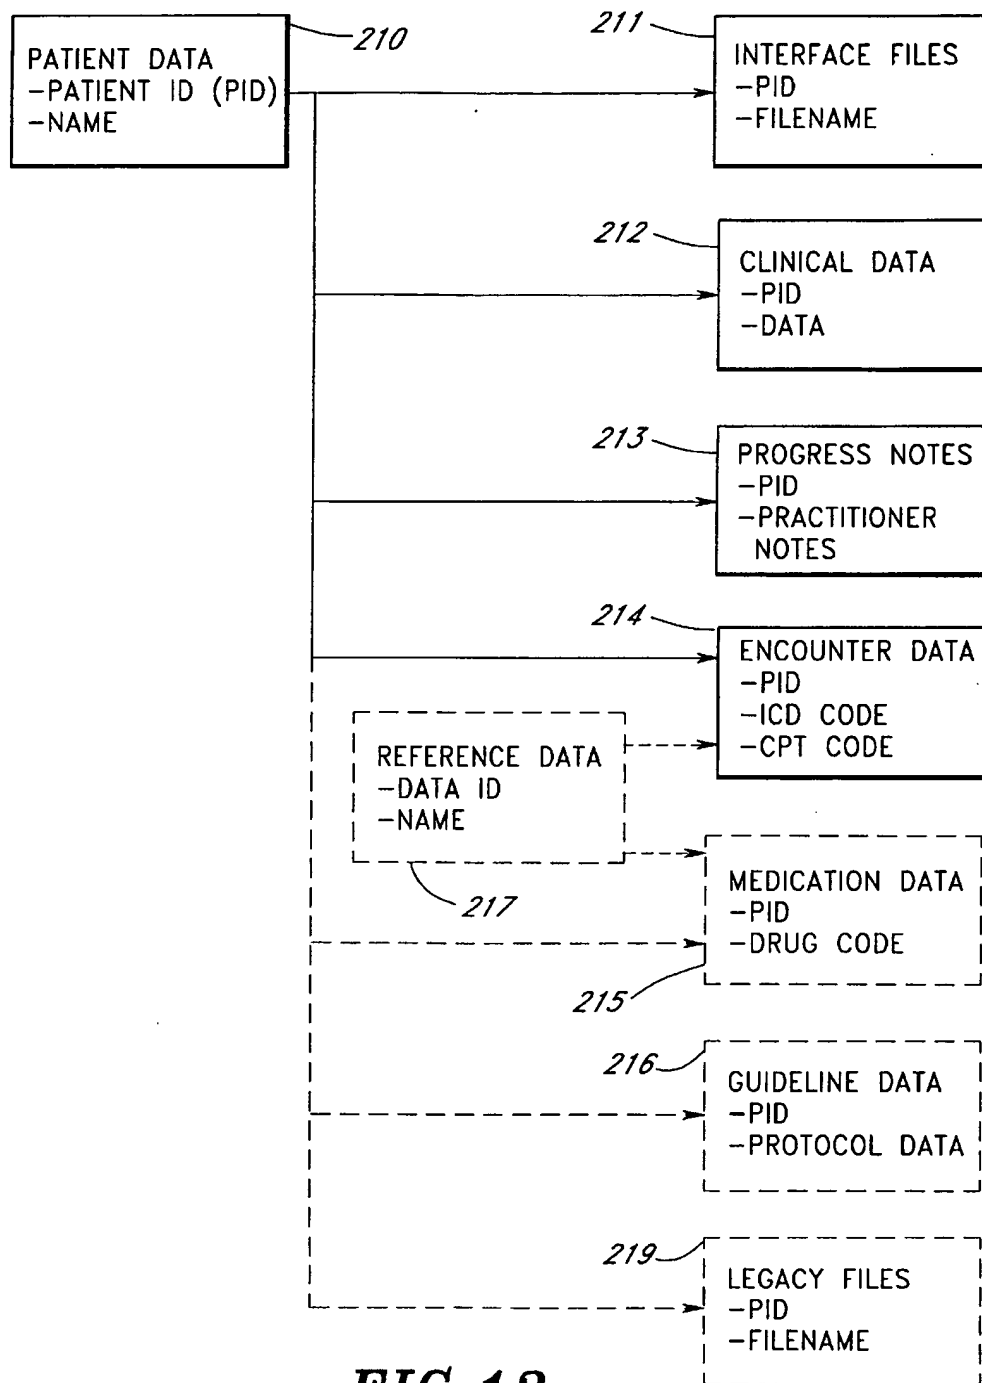 210
PATIENT DATA
-PATIENT ID (PID)
-NAME
211
INTERFACE FILES
-PID
-FILENAME
212
CLINICAL DATA
-PID
-DATA
213
PROGRESS NOTES
-PID
-PRACTITIONER
NOTES
214
ENCOUNTER DATA
-PID
-ICD CODE
-CPT CODE
REFERENCE DATA
-DATA ID
-NAME
217
MEDICATION DATA
-PID
-DRUG CODE
215
216
GUIDELINE DATA
-PID
-PROTOCOL DATA
219
LEGACY FILES
-PID
-FILENAME